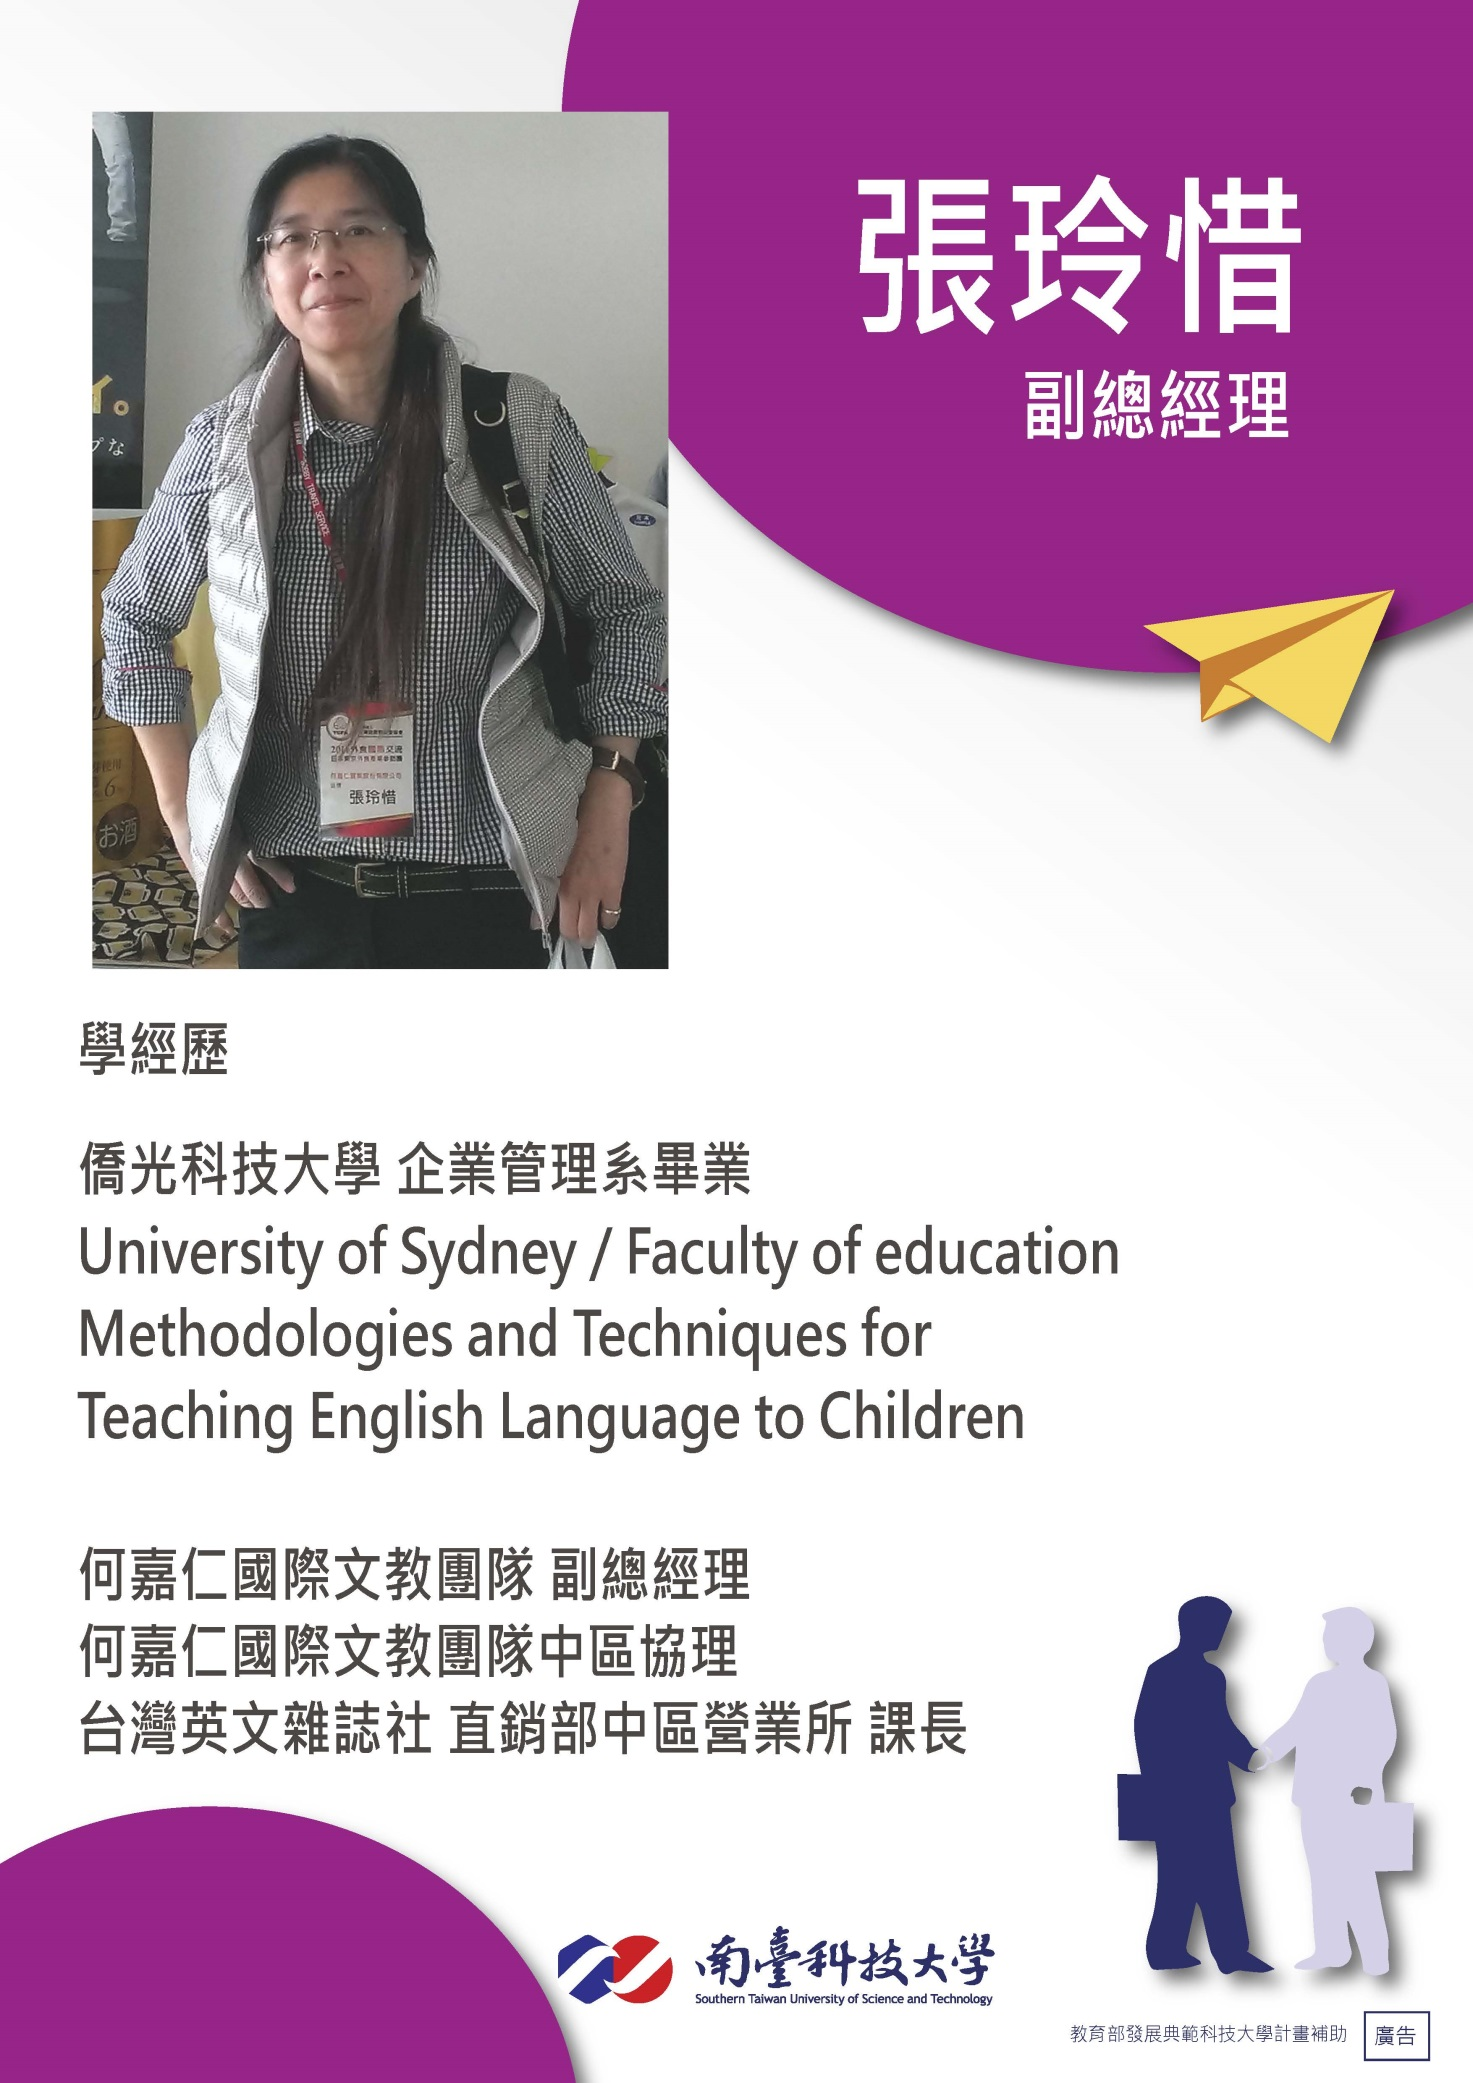 張玲惜
副總經理
プな
TRAVEL SERVICE
張玲惜
お酒
學經歷
僑光科技大學 企業管理系畢業
University of Sydney / Faculty of education
Methodologies and Techniques for
Teaching English Language to Children
何嘉仁國際文教團隊 副總經理
何嘉仁國際文教團隊中區協理
台灣英文雜誌社 直銷部中區營業所 課長
南臺科技大學
Southern Taiwan University of Science and Technology
教育部發展典範科技大學計畫補助
廣告